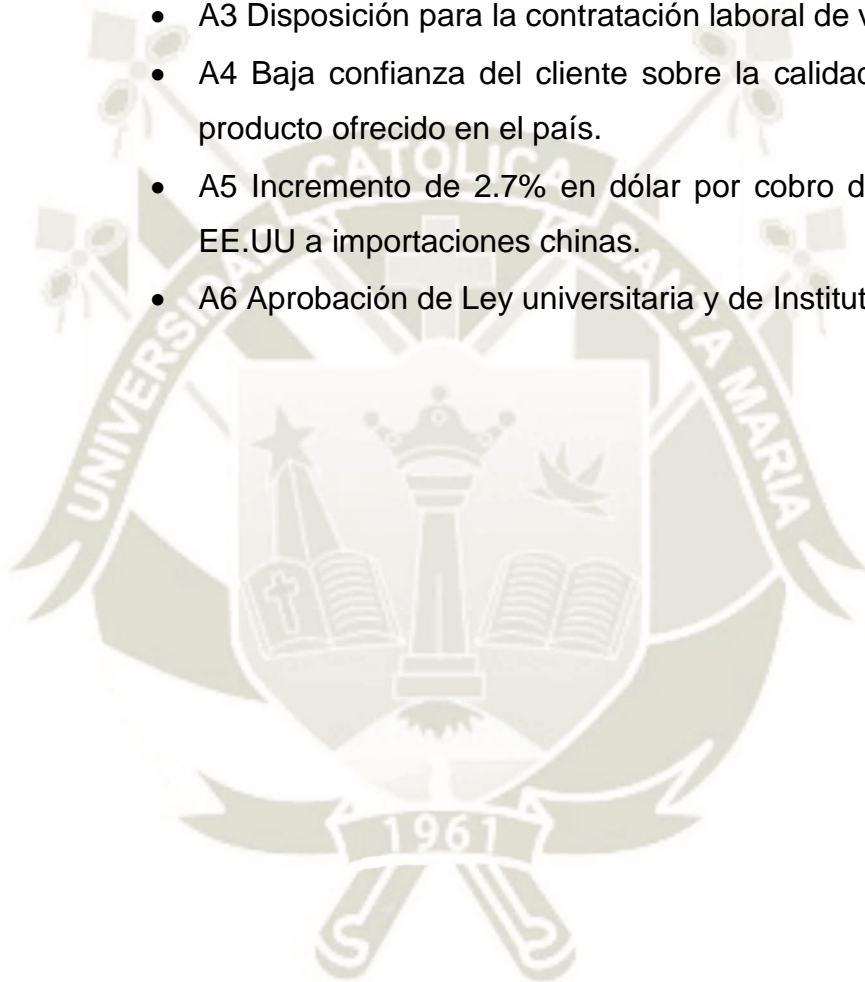 • A3 Disposición para la contratación laboral de
• A4 Baja confianza del cliente sobre la
producto ofrecido en el país.
• A5 Incremento de 2.7% en dólar por cobro
EE.UU a importaciones chinas.
• A6 Aprobación de Ley universitaria y de
UNIVERSIDAD CATOLICA SANTA MARIA
1961